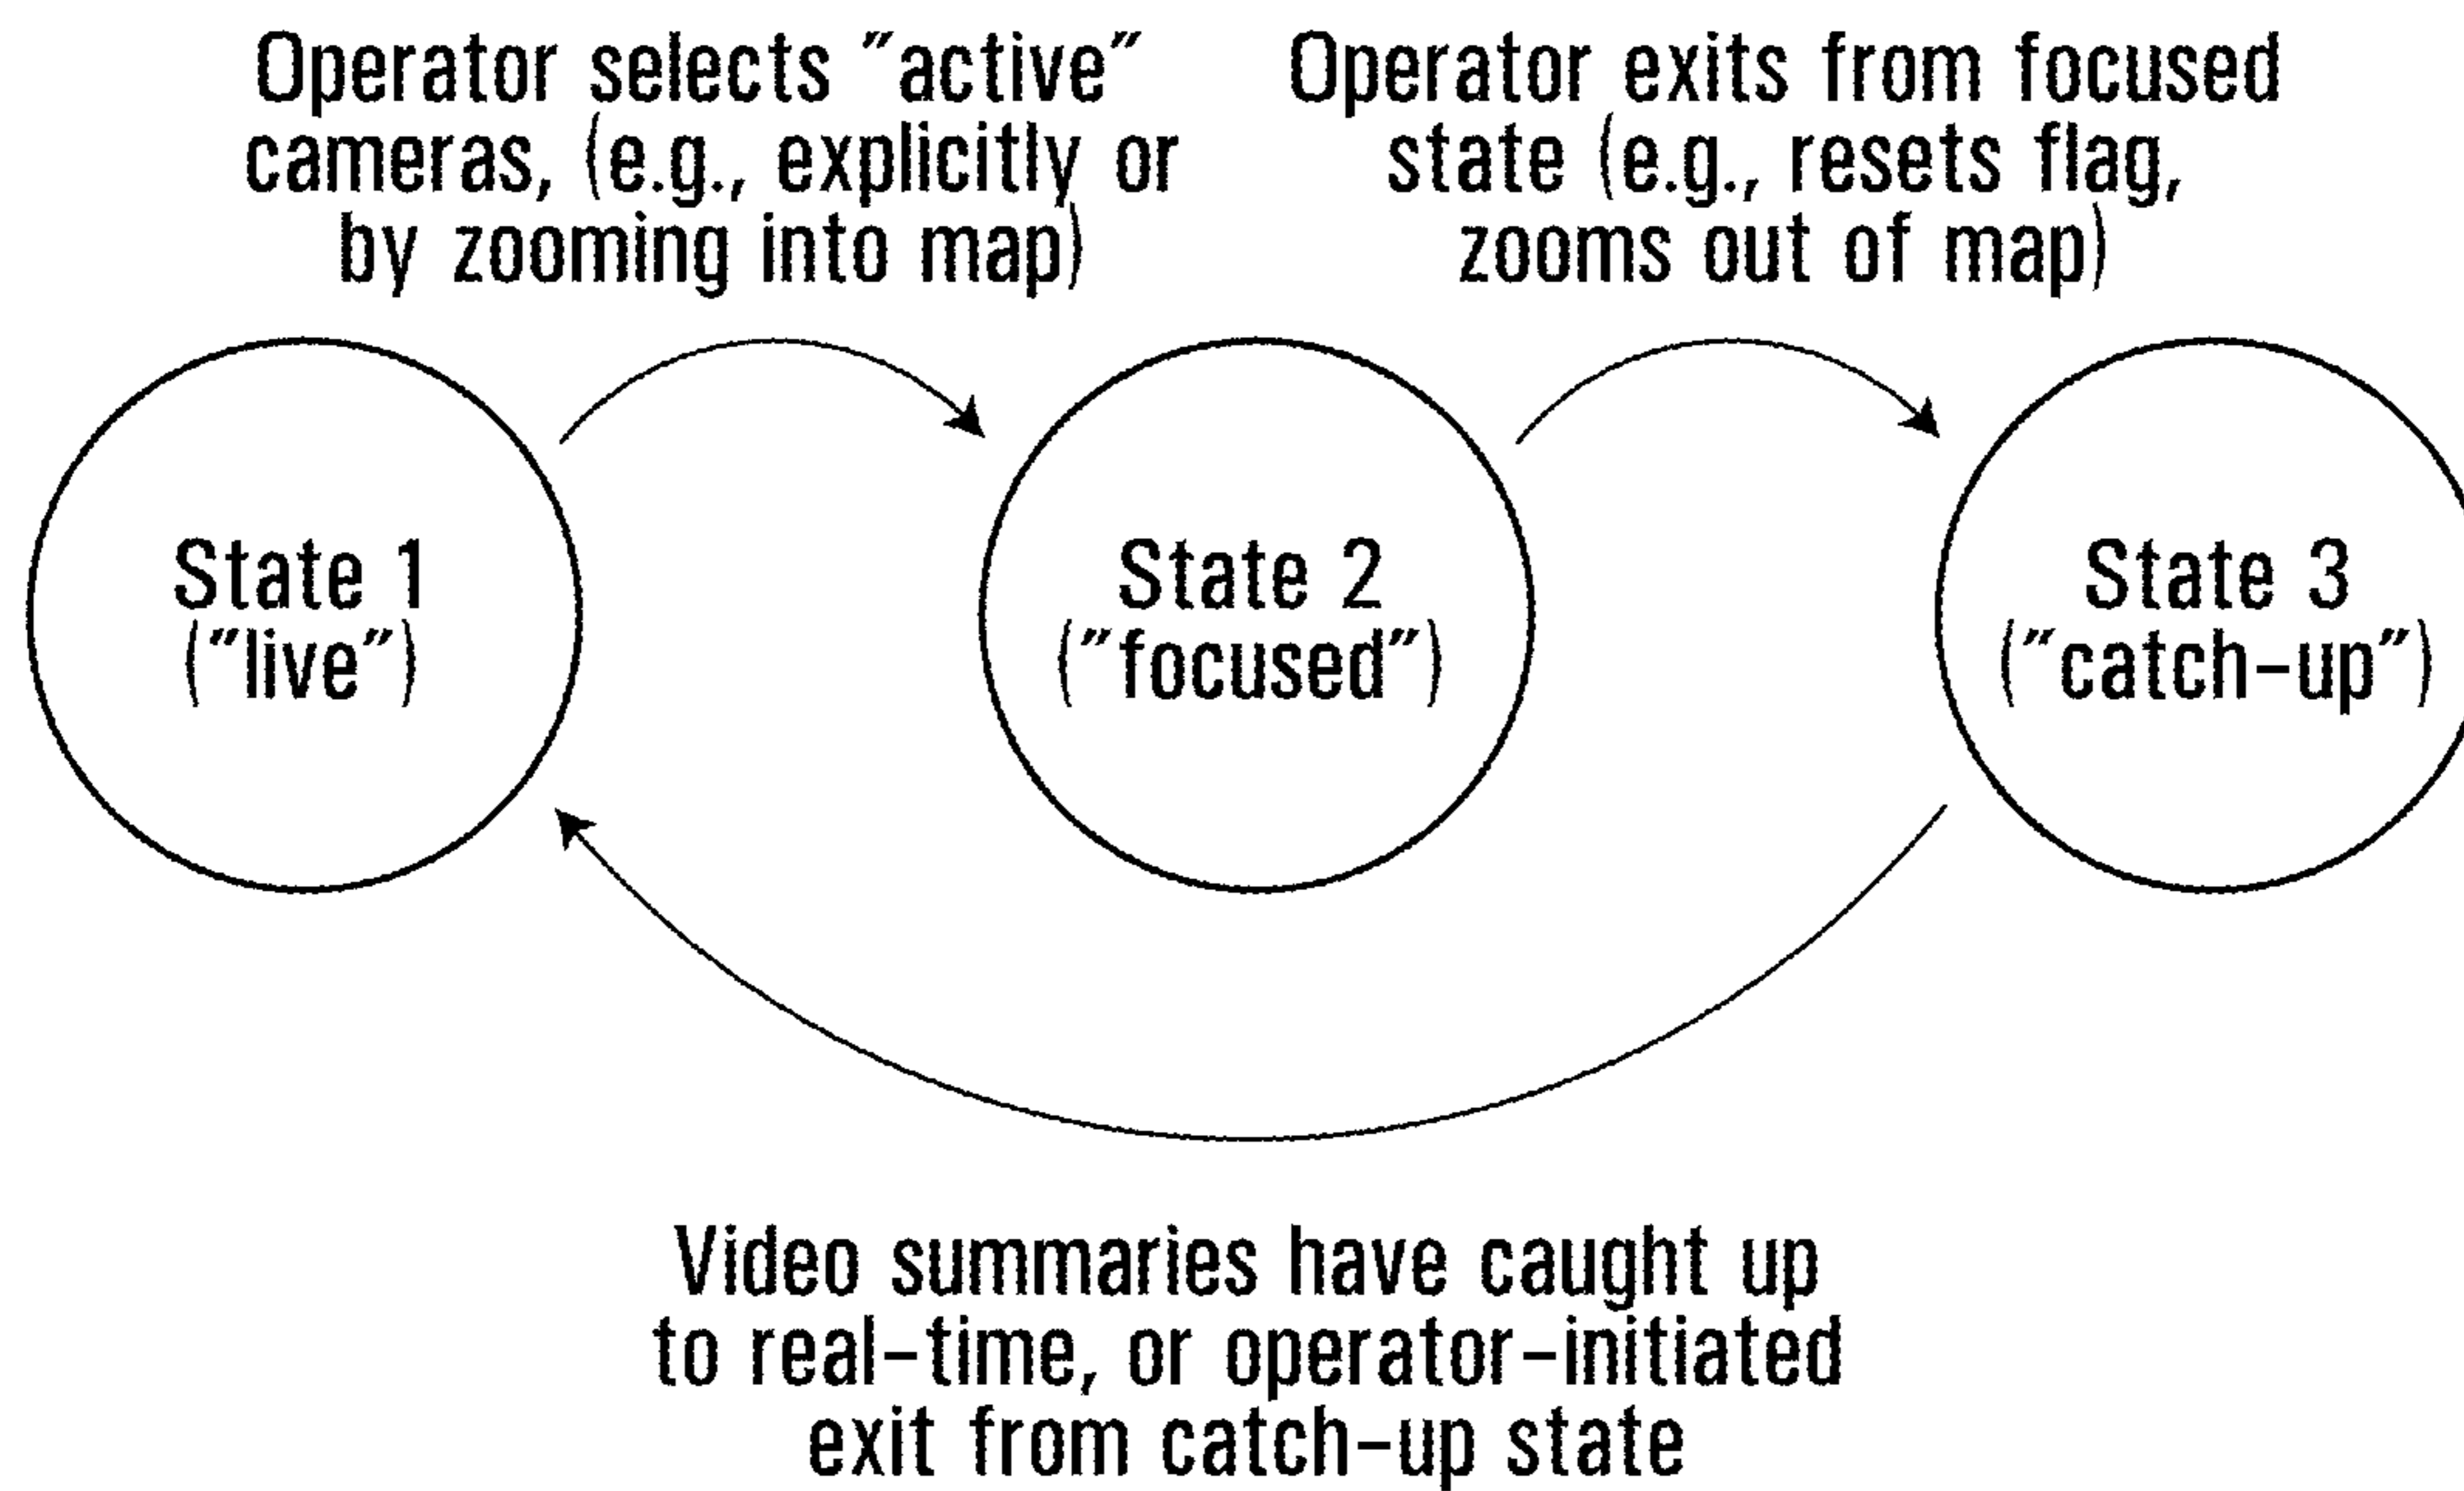 Operator selects "active"
cameras, (e.g., explicitly or
by zooming into map)
Operator exits from focused
state (e.g., resets flag,
zooms out of map)
State 1
("live")
State 2
("focused")
State 3
("catch-up")
Video summaries have caught up
to real-time, or operator-initiated
exit from catch-up state